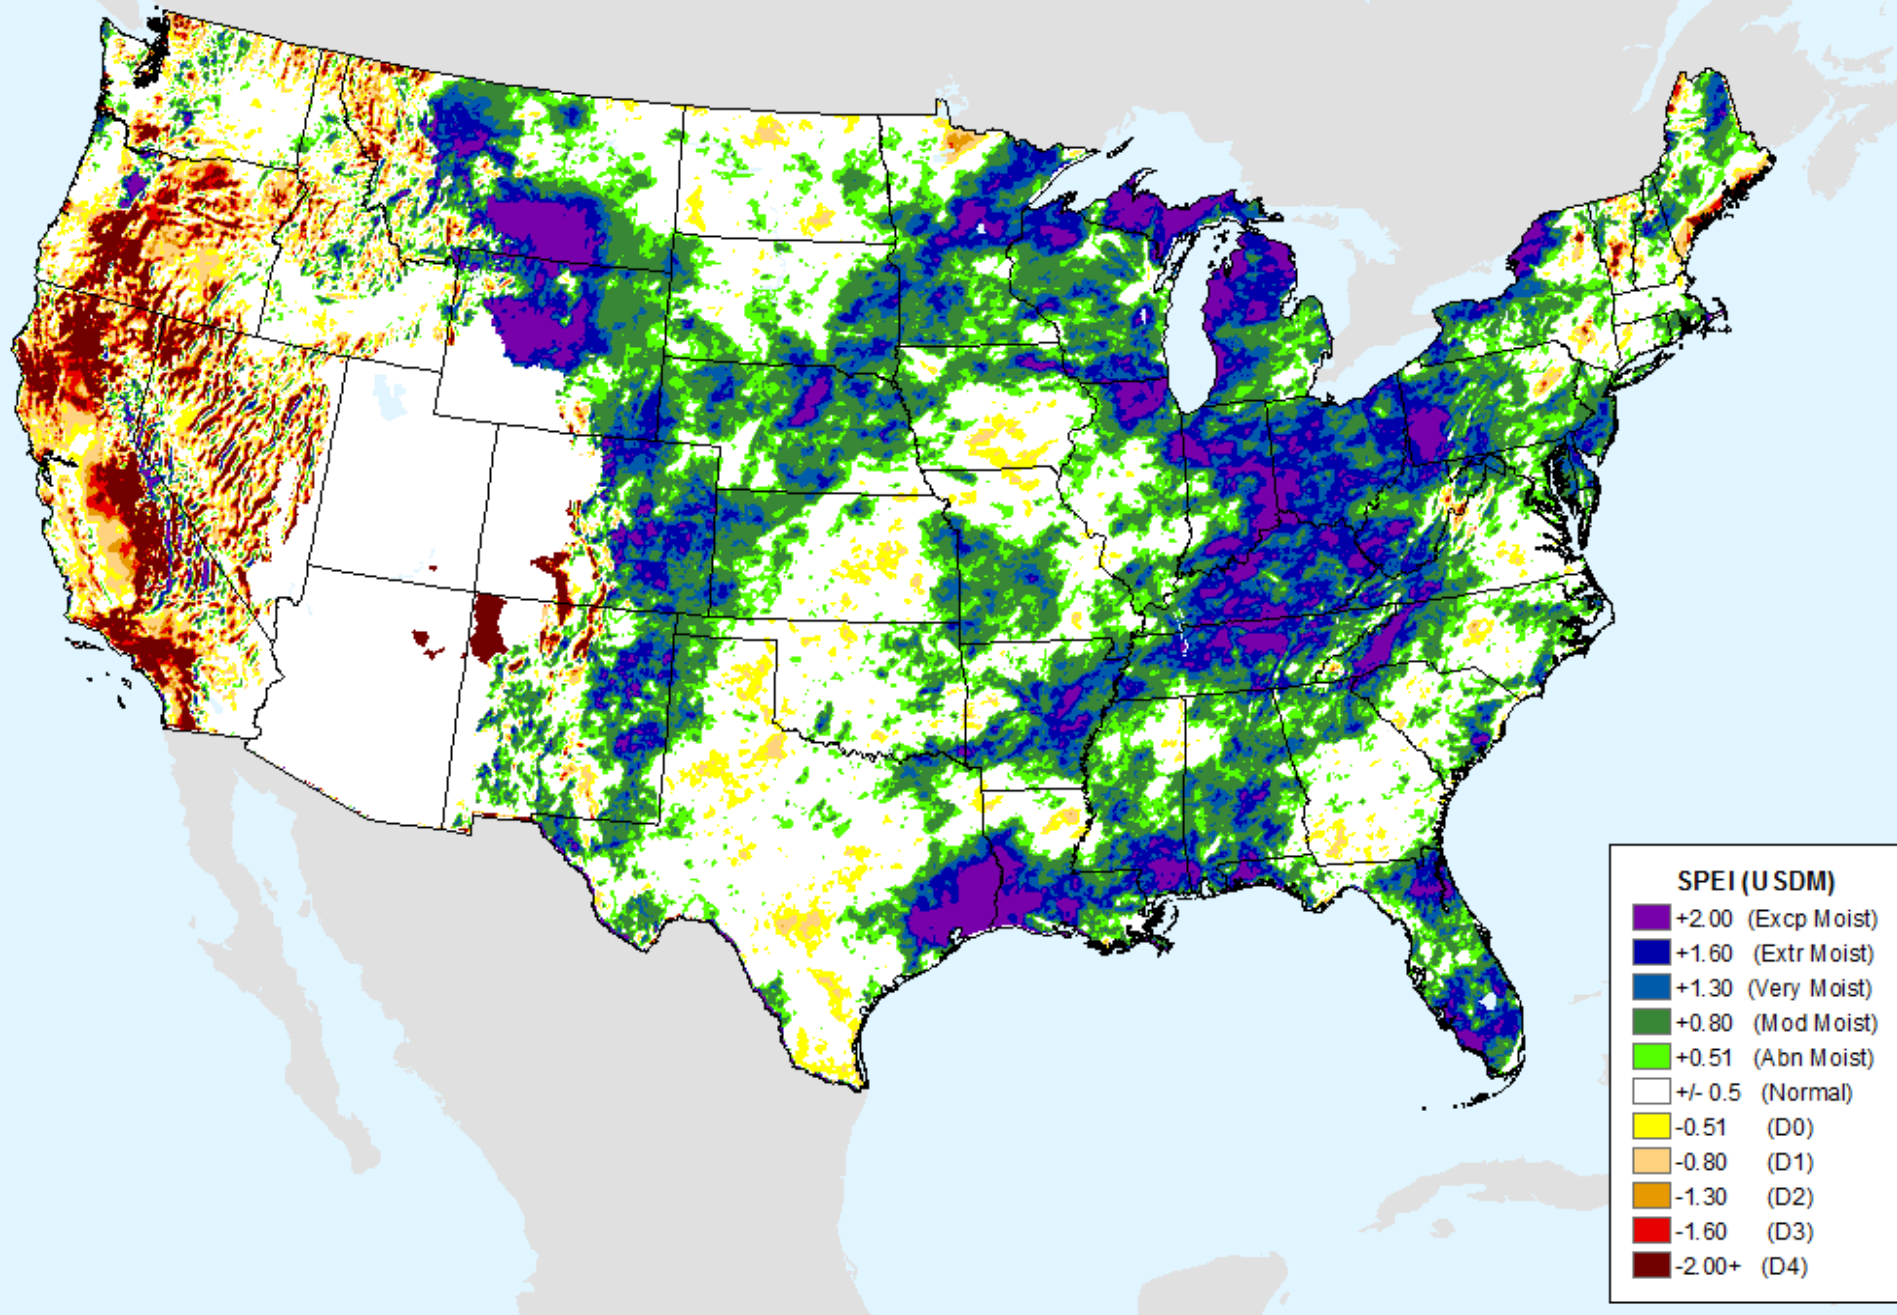 SPEI (USDM)
+2.00 (Excp Moist)
+1.60 (Extr Moist)
+1.30 (Very Moist)
+0.80 (Mod Moist)
+0.51 (Abn Moist)
+/- 0.5 (Normal)
-0.51 (D0)
-0.80 (D1)
-1.30 (D2)
-1.60 (D3)
-2.00+ (D4)